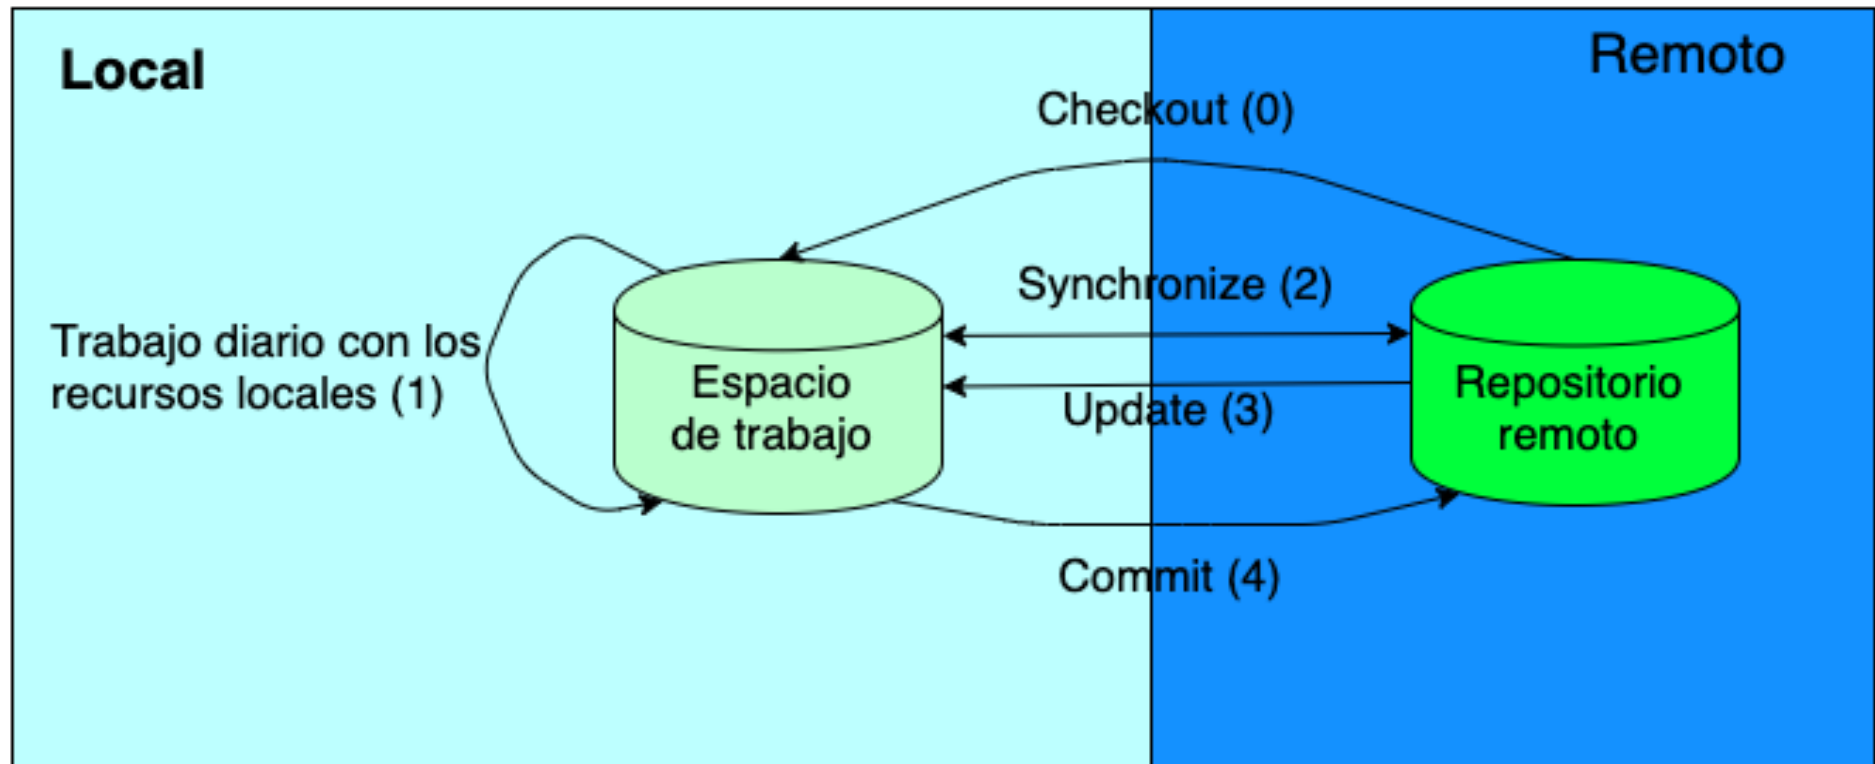 Local
Remoto
Checkout (0)
Synchronize (2)
Trabajo diario con los
recursos locales (1)
Espacio
de trabajo
Update (3)
Repositorio
remoto
Commit (4)